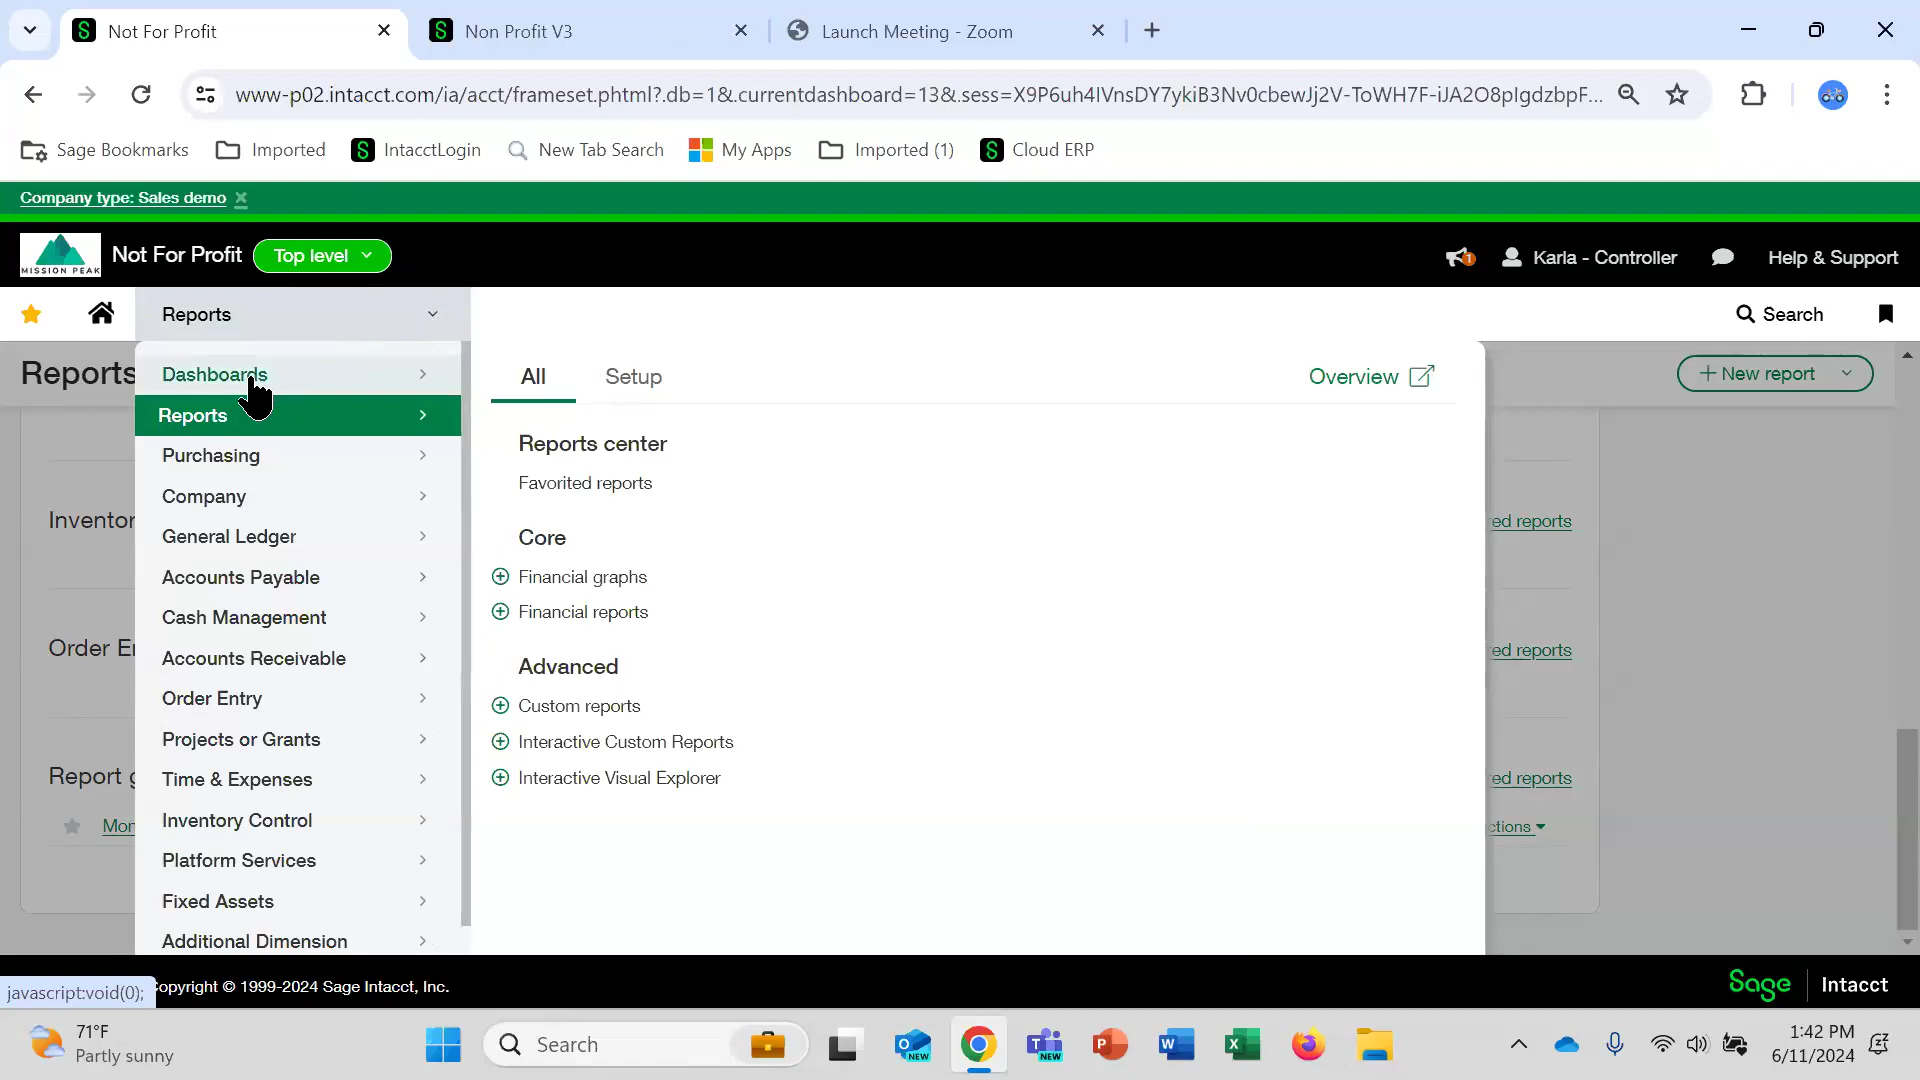 Not For Profit
Non Profit V3
Launch Meeting - Zoom
www-p02.intacct.com/ia/acct/frameset.phtml?.db=1&.currentdashboard=13&.sess=X9P6uh4IVnsDY7ykiB3Nv0cbewJj2V-ToWH7F-iJA2O8pIgdzbpF...
Sage Bookmarks
Imported
IntacctLogin
New Tab Search
My Apps
Imported (1)
Cloud ERP
Company type: Sales demo
MISSION PEAK
Not For Profit
Top level
1
Karla - Controller
Help & Support
Reports
Search
Reports
+ New report
Dashboards
Reports
Purchasing
Company
General Ledger
Accounts Payable
Cash Management
Accounts Receivable
Order Entry
Projects or Grants
Time & Expenses
Inventory Control
Platform Services
Fixed Assets
Additional Dimension
All
Setup
Overview
Reports center
Favorited reports
Core
Financial graphs
Financial reports
Advanced
Custom reports
Interactive Custom Reports
Interactive Visual Explorer
Inventor
ed reports
Order E
ed reports
Report g
ed reports
Mon
ctions
javascript:void(0);
opyright © 1999-2024 Sage Intacct, Inc.
Sage
Intacct
71°F
Partly sunny
Search
NEW
NEW
1:42 PM
6/11/2024